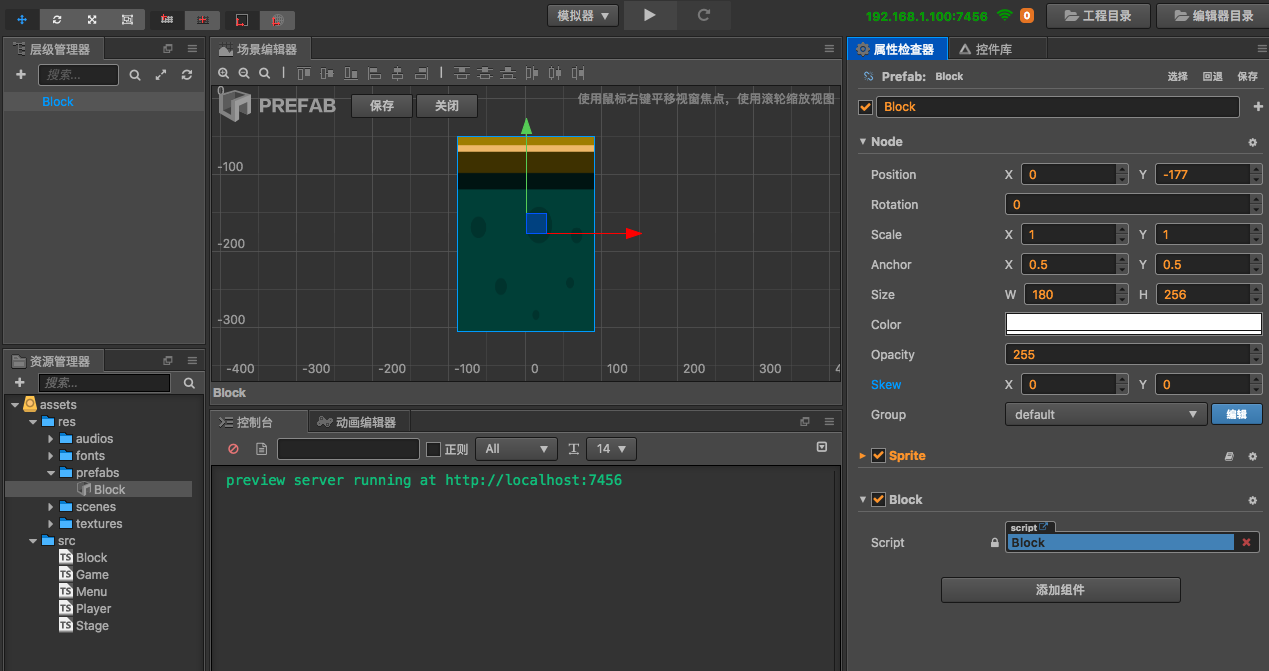 模拟器
192.168.1.100:7456
0
工程目录
编辑器目录
层级管理器
搜索...
Block
资源管理器
搜索...
assets
res
audios
fonts
prefabs
Block
scenes
textures
src
TS Block
TS Game
TS Menu
TS Player
TS Stage
场景编辑器
PREFAB
保存
关闭
使用鼠标右键平移视窗焦点，使用滚轮缩放视图
0
-100
-200
-300
-400
-300
-200
-100
0
100
200
300
4
Block
控制台
动画编辑器
正则
All
14
preview server running at http://localhost:7456
属性检查器
控件库
Prefab: Block
选择
回退
保存
Block
Node
Position X 0 Y -177
Rotation 0
Scale X 1 Y 1
Anchor X 0.5 Y 0.5
Size W 180 H 256
Color
Opacity 255
Skew X 0 Y 0
Group default 编辑
Sprite
Block
script
Script Block
添加组件